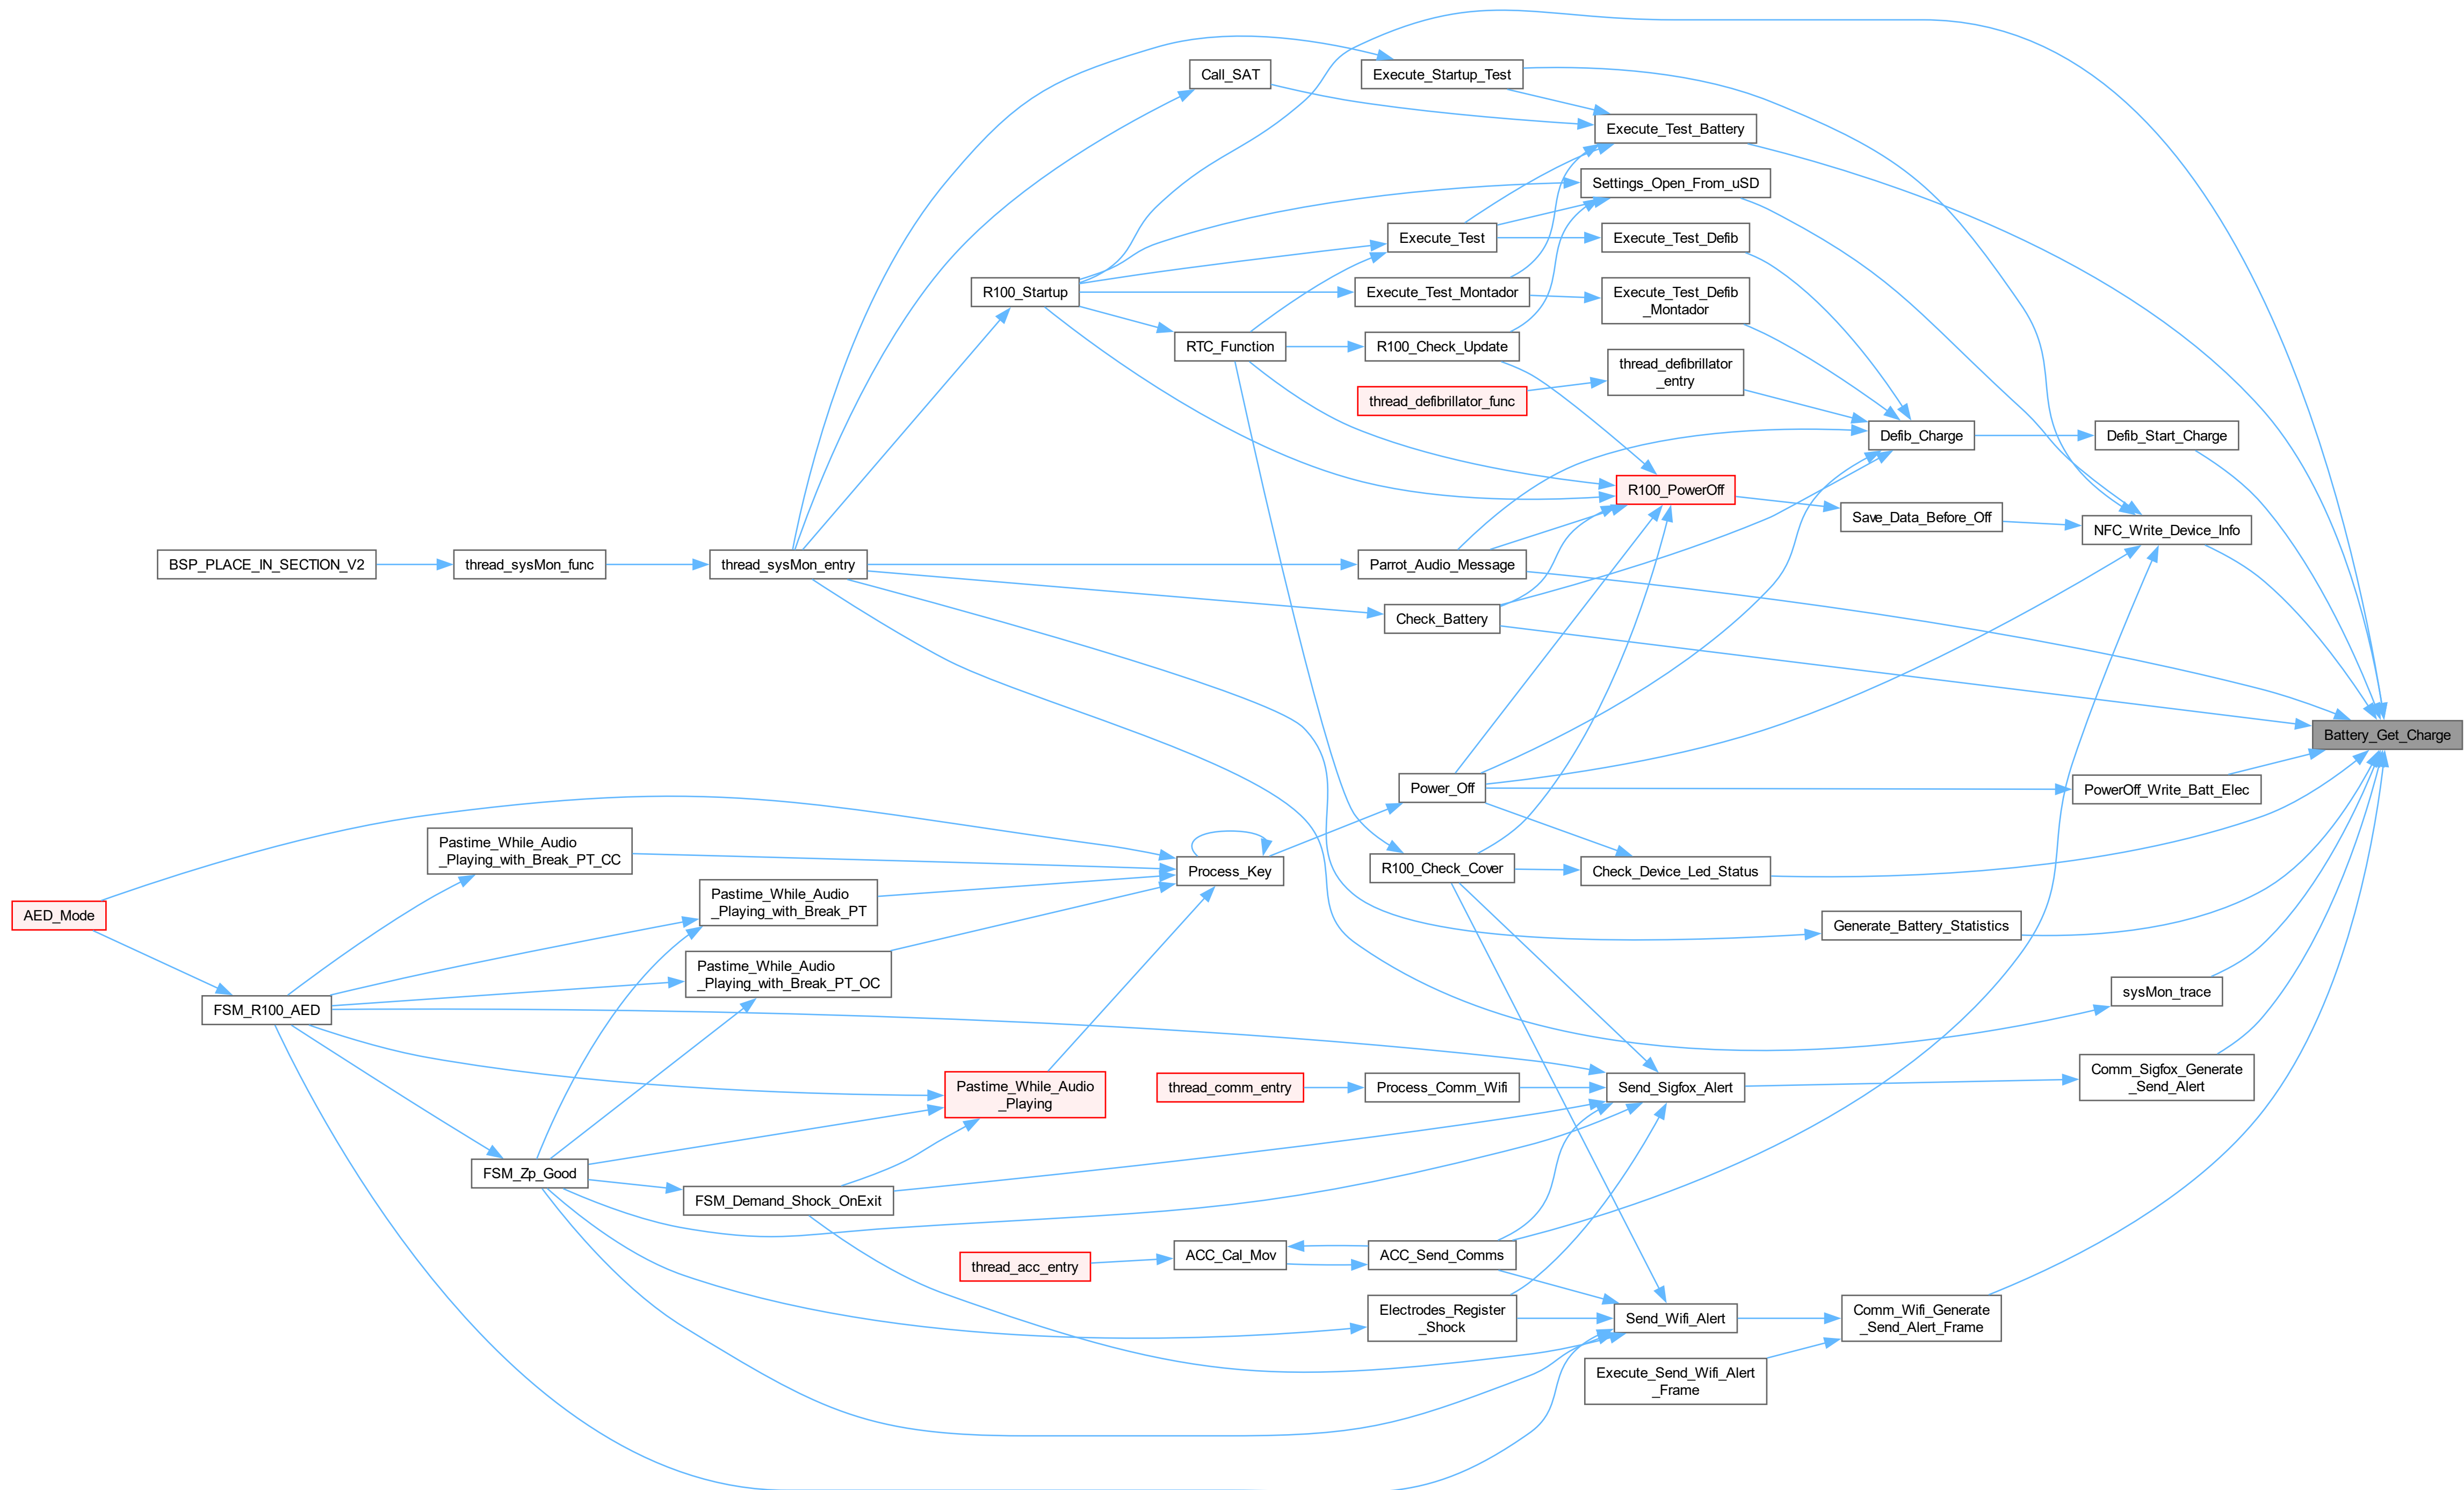 Call_SAT
Execute_Startup_Test
Execute_Test_Battery
Settings_Open_From_uSD
Execute_Test
Execute_Test_Defib
R100_Startup
Execute_Test_Montador
Execute_Test_Defib
_Montador
RTC_Function
R100_Check_Update
thread_defibrillator
_entry
thread_defibrillator_func
Defib_Charge
Defib_Start_Charge
R100_PowerOff
Save_Data_Before_Off
NFC_Write_Device_Info
BSP_PLACE_IN_SECTION_V2
thread_sysMon_func
thread_sysMon_entry
Parrot_Audio_Message
Check_Battery
Battery_Get_Charge
Power_Off
PowerOff_Write_Batt_Elec
Pastime_While_Audio
_Playing_with_Break_PT_CC
Process_Key
R100_Check_Cover
Check_Device_Led_Status
AED_Mode
Pastime_While_Audio
_Playing_with_Break_PT
Generate_Battery_Statistics
Pastime_While_Audio
_Playing_with_Break_PT_OC
sysMon_trace
FSM_R100_AED
Pastime_While_Audio
_Playing
thread_comm_entry
Process_Comm_Wifi
Send_Sigfox_Alert
Comm_Sigfox_Generate
_Send_Alert
FSM_Zp_Good
FSM_Demand_Shock_OnExit
thread_acc_entry
ACC_Cal_Mov
ACC_Send_Comms
Electrodes_Register
_Shock
Send_Wifi_Alert
Comm_Wifi_Generate
_Send_Alert_Frame
Execute_Send_Wifi_Alert
_Frame